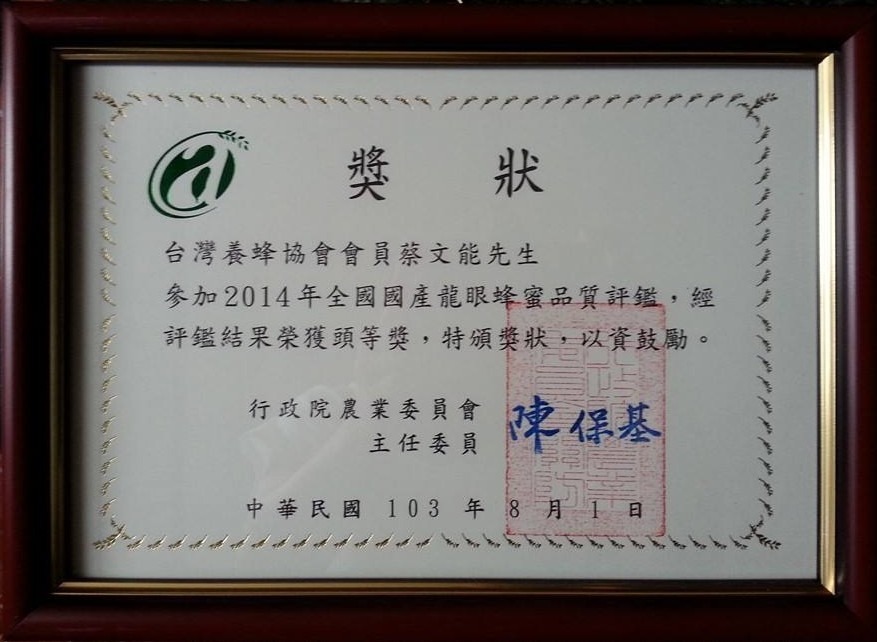 獎狀
台灣養蜂協會會員蔡文能先生
參加2014年全國國產龍眼蜂蜜品質評鑑,經
評鑑結果榮獲頭等獎,特頒獎狀,以資鼓勵。
行政院農業委員會
主任委員 陳保基
中華民國 103 年 8 月 1 日